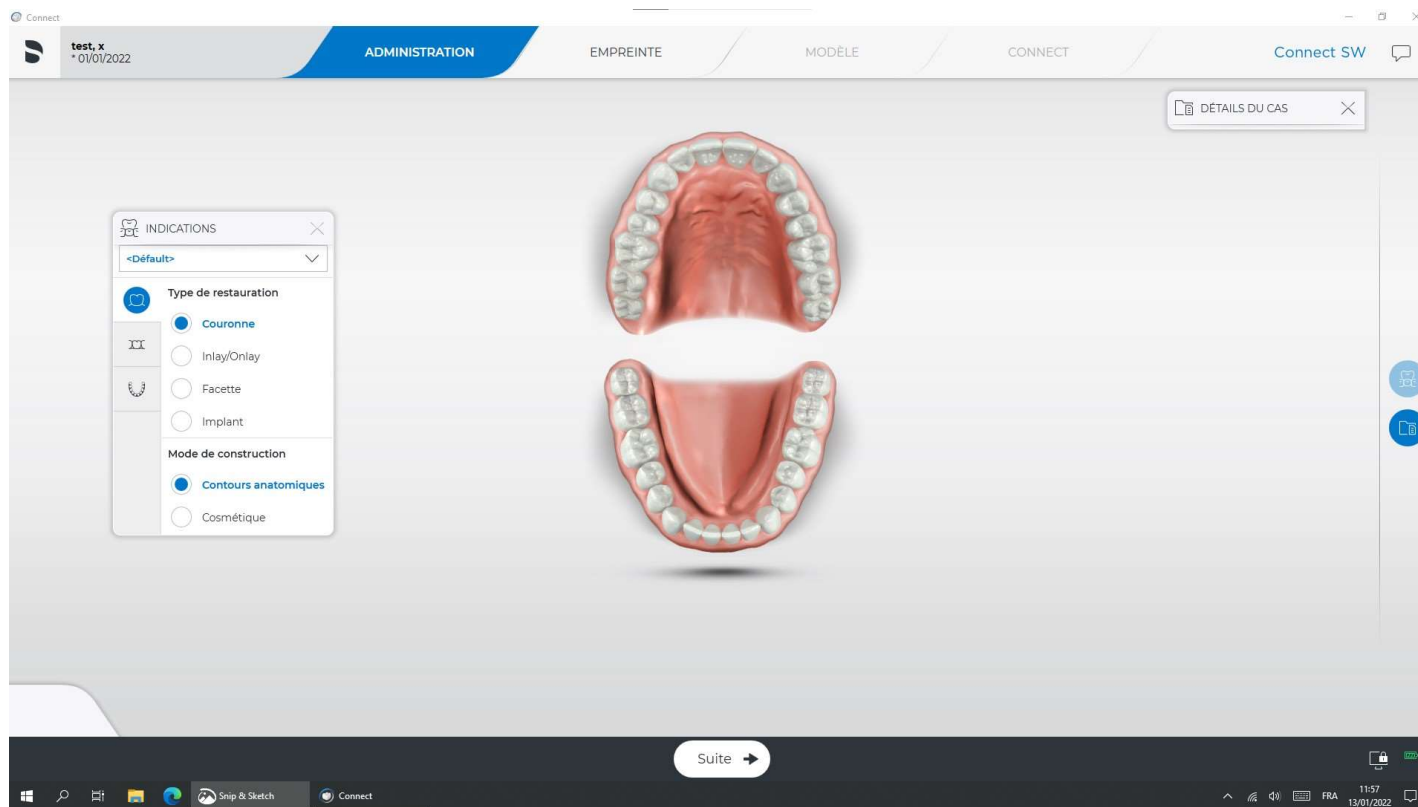 Connect
test, x
* 01/01/2022
ADMINISTRATION
EMPREINTE
MODÈLE
CONNECT
Connect SW
DÉTAILS DU CAS
INDICATIONS
<Défault>
Type de restauration
Couronne
Inlay/Onlay
Facette
Implant
Mode de construction
Contours anatomiques
Cosmétique
Suite
Snip & Sketch
Connect
FRA
11:57
13/01/2022